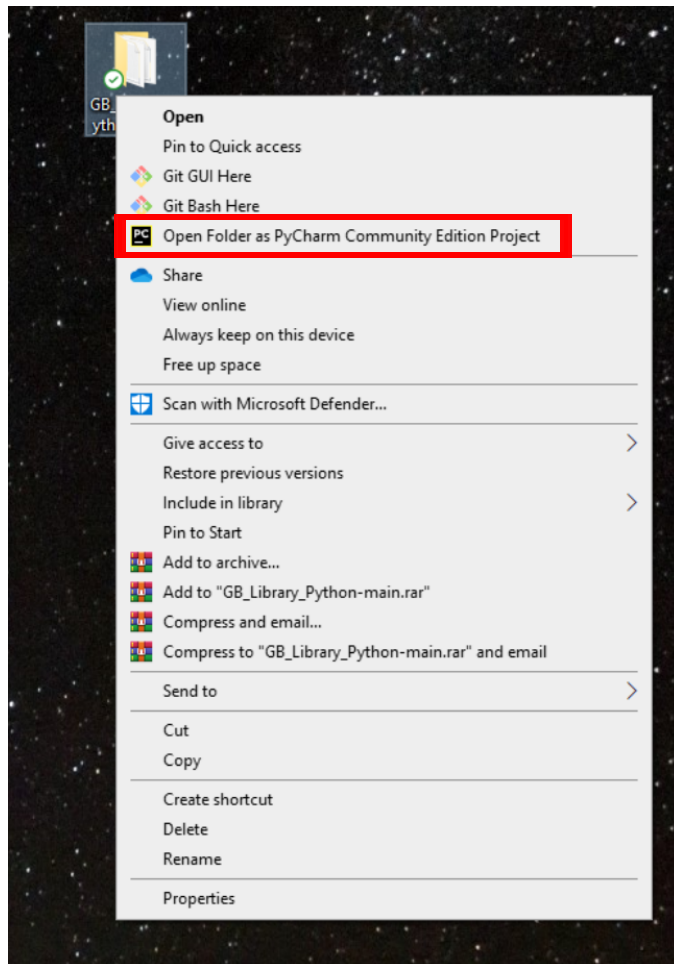 GB_
yth
Open
Pin to Quick access
Git GUI Here
Git Bash Here
PC Open Folder as PyCharm Community Edition Project
Share
View online
Always keep on this device
Free up space
Scan with Microsoft Defender...
Give access to
Restore previous versions
Include in library
Pin to Start
Add to archive...
Add to "GB_Library_Python-main.rar"
Compress and email...
Compress to "GB_Library_Python-main.rar" and email
Send to
Cut
Copy
Create shortcut
Delete
Rename
Properties